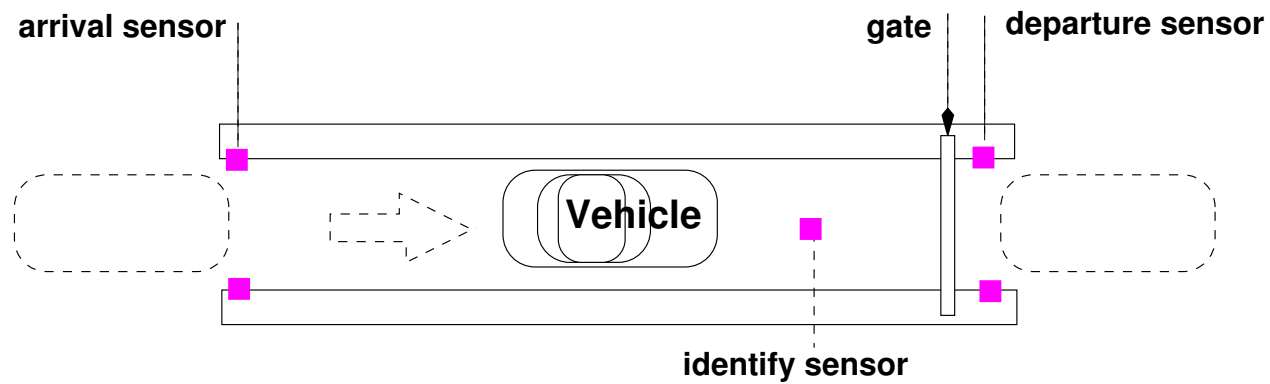 arrival sensor
gate
departure sensor
Vehicle
identify sensor